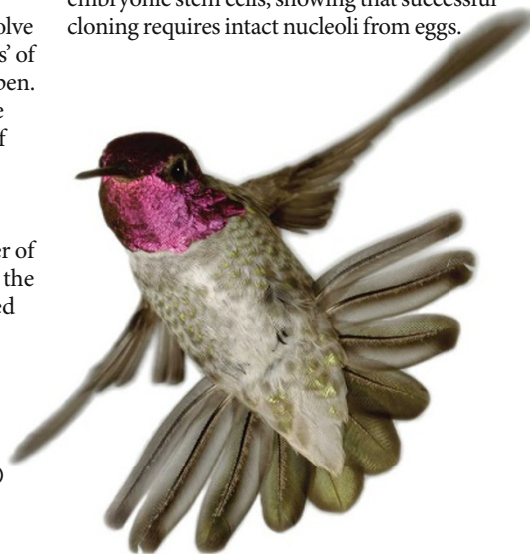 embryonic stem cells, showing that successful
cloning requires intact nucleoli from eggs.
olve
s’ of
pen.
e
f
er of
the
ed
)